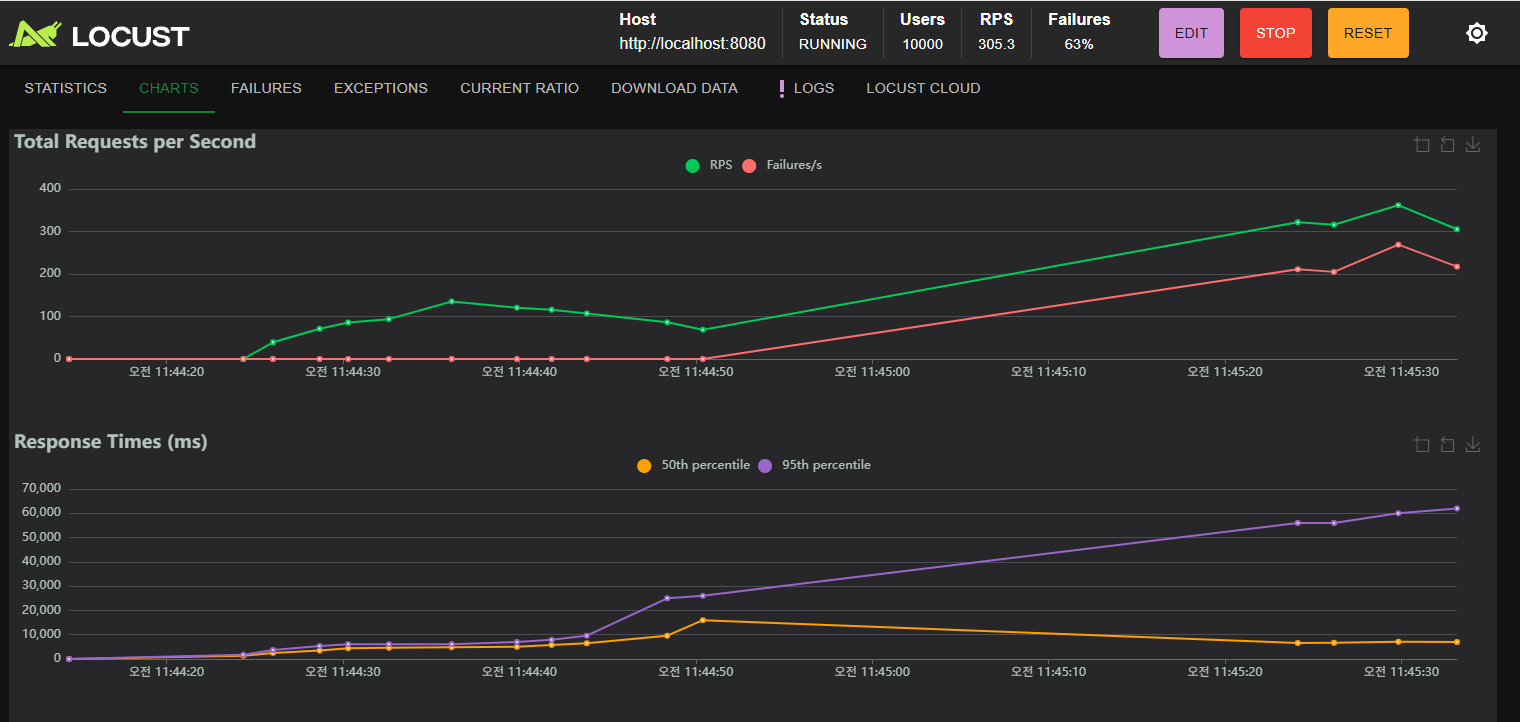 LOCUST
Host
http://localhost:8080
Status
RUNNING
Users
10000
RPS
305.3
Failures
63%
EDIT
STOP
RESET
STATISTICS CHARTS FAILURES EXCEPTIONS CURRENT RATIO DOWNLOAD DATA ! LOGS LOCUST CLOUD
Total Requests per Second
RPS Failures/s
400
300
200
100
0
오전 11:44:20 오전 11:44:30 오전 11:44:40 오전 11:44:50 오전 11:45:00 오전 11:45:10 오전 11:45:20 오전 11:45:30
Response Times (ms)
50th percentile 95th percentile
70,000
60,000
50,000
40,000
30,000
20,000
10,000
0
오전 11:44:20 오전 11:44:30 오전 11:44:40 오전 11:44:50 오전 11:45:00 오전 11:45:10 오전 11:45:20 오전 11:45:30